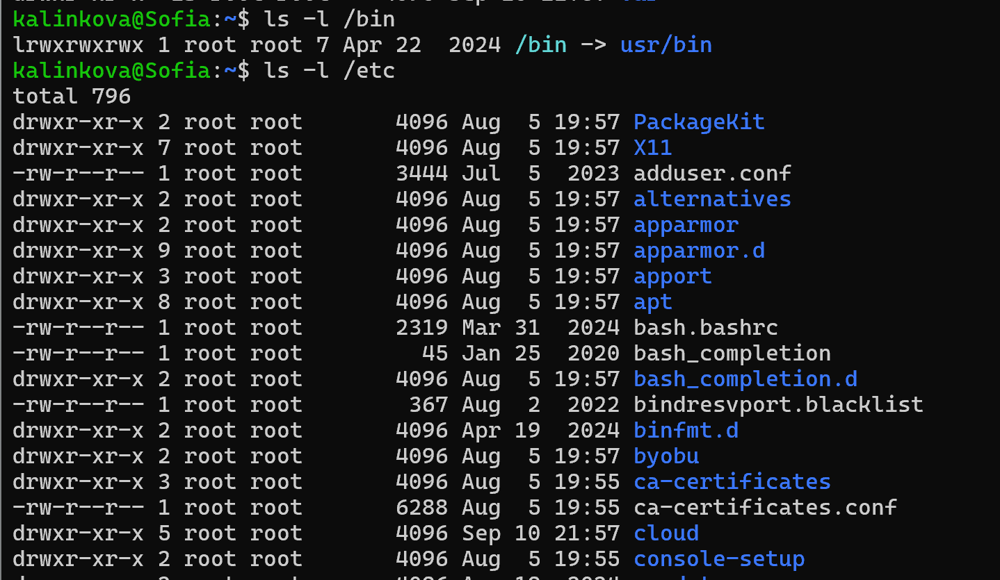 kalinkova@Sofia:~$ ls -l /bin
lrwxrwxrwx 1 root root 7 Apr 22  2024 /bin -> usr/bin
kalinkova@Sofia:~$ ls -l /etc
total 796
drwxr-xr-x 2 root root       4096 Aug  5 19:57 PackageKit
drwxr-xr-x 7 root root       4096 Aug  5 19:57 X11
-rw-r--r-- 1 root root       3444 Jul  5  2023 adduser.conf
drwxr-xr-x 2 root root       4096 Aug  5 19:57 alternatives
drwxr-xr-x 2 root root       4096 Aug  5 19:57 apparmor
drwxr-xr-x 9 root root       4096 Aug  5 19:57 apparmor.d
drwxr-xr-x 3 root root       4096 Aug  5 19:57 apport
drwxr-xr-x 8 root root       4096 Aug  5 19:57 apt
-rw-r--r-- 1 root root       2319 Mar 31  2024 bash.bashrc
-rw-r--r-- 1 root root         45 Jan 25  2020 bash_completion
drwxr-xr-x 2 root root       4096 Aug  5 19:57 bash_completion.d
-rw-r--r-- 1 root root        367 Aug  2  2022 bindresvport.blacklist
drwxr-xr-x 2 root root       4096 Apr 19  2024 binfmt.d
drwxr-xr-x 2 root root       4096 Aug  5 19:57 byobu
drwxr-xr-x 3 root root       4096 Aug  5 19:55 ca-certificates
-rw-r--r-- 1 root root       6288 Aug  5 19:55 ca-certificates.conf
drwxr-xr-x 5 root root       4096 Sep 10 21:57 cloud
drwxr-xr-x 2 root root       4096 Aug  5 19:55 console-setup